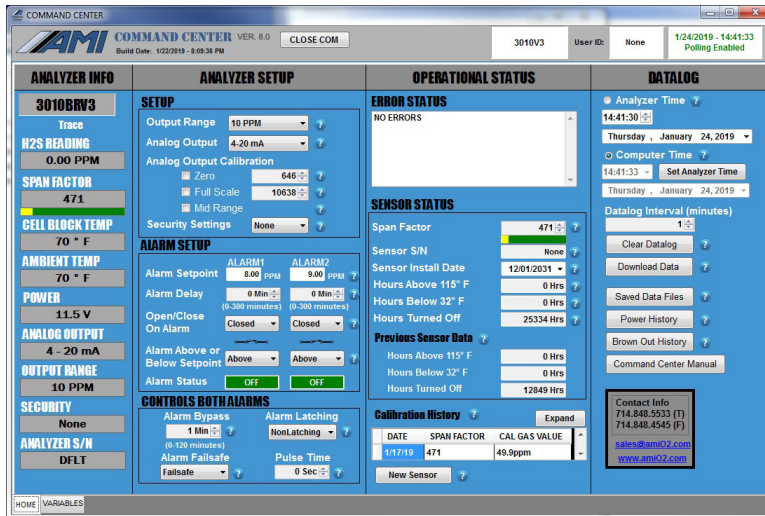 COMMAND CENTER
AMI
COMMAND CENTER VER. 8.0
Build Date: 1/22/2019 - 8:09:36 PM
CLOSE COM
3010V3
User ID:
None
1/24/2019 - 14:41:33
Polling Enabled
ANALYZER INFO
3010BRV3
Trace
H2S READING
0.00 PPM
SPAN FACTOR
471
CELL BLOCK TEMP
70 ° F
AMBIENT TEMP
70 ° F
POWER
11.5 V
ANALOG OUTPUT
4 - 20 mA
OUTPUT RANGE
10 PPM
SECURITY
None
ANALYZER S/N
DFLT
ANALYZER SETUP
SETUP
Output Range 10 PPM ?
Analog Output 4-20 mA ?
Analog Output Calibration
Zero 646 ?
Full Scale 10638 ?
Mid Range ?
Security Settings None ?
ALARM SETUP
ALARM1 ALARM2
Alarm Setpoint 8.00 PPM 9.00 PPM ?
Alarm Delay 0 Min 0 Min ?
(0-300 minutes) (0-300 minutes)
Open/Close
On Alarm
Closed Closed ?
Alarm Above or
Below Setpoint
Above Above ?
Alarm Status OFF OFF
CONTROLS BOTH ALARMS
Alarm Bypass Alarm Latching
1 Min ? NonLatching ?
(0-120 minutes)
Alarm Failsafe Pulse Time
Failsafe ? 0 Sec ?
OPERATIONAL STATUS
ERROR STATUS
NO ERRORS
SENSOR STATUS
Span Factor 471 ?
Sensor S/N None ?
Sensor Install Date 12/01/2031 ?
Hours Above 115° F 0 Hrs ?
Hours Below 32° F 0 Hrs ?
Hours Turned Off 25334 Hrs ?
Previous Sensor Data ?
Hours Above 115° F 0 Hrs
Hours Below 32° F 0 Hrs
Hours Turned Off 12849 Hrs
Calibration History ? Expand
DATE SPAN FACTOR CAL GAS VALUE
1/17/19 471 49.9ppm
New Sensor ?
DATALOG
Analyzer Time ?
14:41:30
Thursday , January 24, 2019
Computer Time ?
14:41:33 Set Analyzer Time
Thursday , January 24, 2019
Datalog Interval (minutes)
1
Clear Datalog ?
Download Data ?
Saved Data Files ?
Power History ?
Brown Out History ?
Command Center Manual
Contact Info
714.848.5533 (T)
714.848.4545 (F)
sales@amiO2.com
www.amiO2.com
HOME VARIABLES